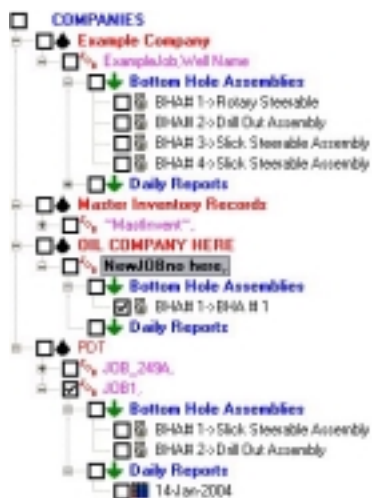 COMPANIES
Example Company
ExampleJob,Well Name
Bottom Hole Assemblies
BHA# 1->Rotary Steerable
BHA# 2->Drill Out Assembly
BHA# 3->Slick Steerable Assembly
BHA# 4->Slick Steerable Assembly
Daily Reports
Master Inventory Records
"MastInvent",
OIL COMPANY HERE
NewJOBno here,
Bottom Hole Assemblies
BHA# 1->BHA # 1
Daily Reports
PDT
JOB_249A,
JOB1,
Bottom Hole Assemblies
BHA# 1->Slick Steerable Assembly
BHA# 2->Drill Out Assembly
Daily Reports
14-Jan-2004